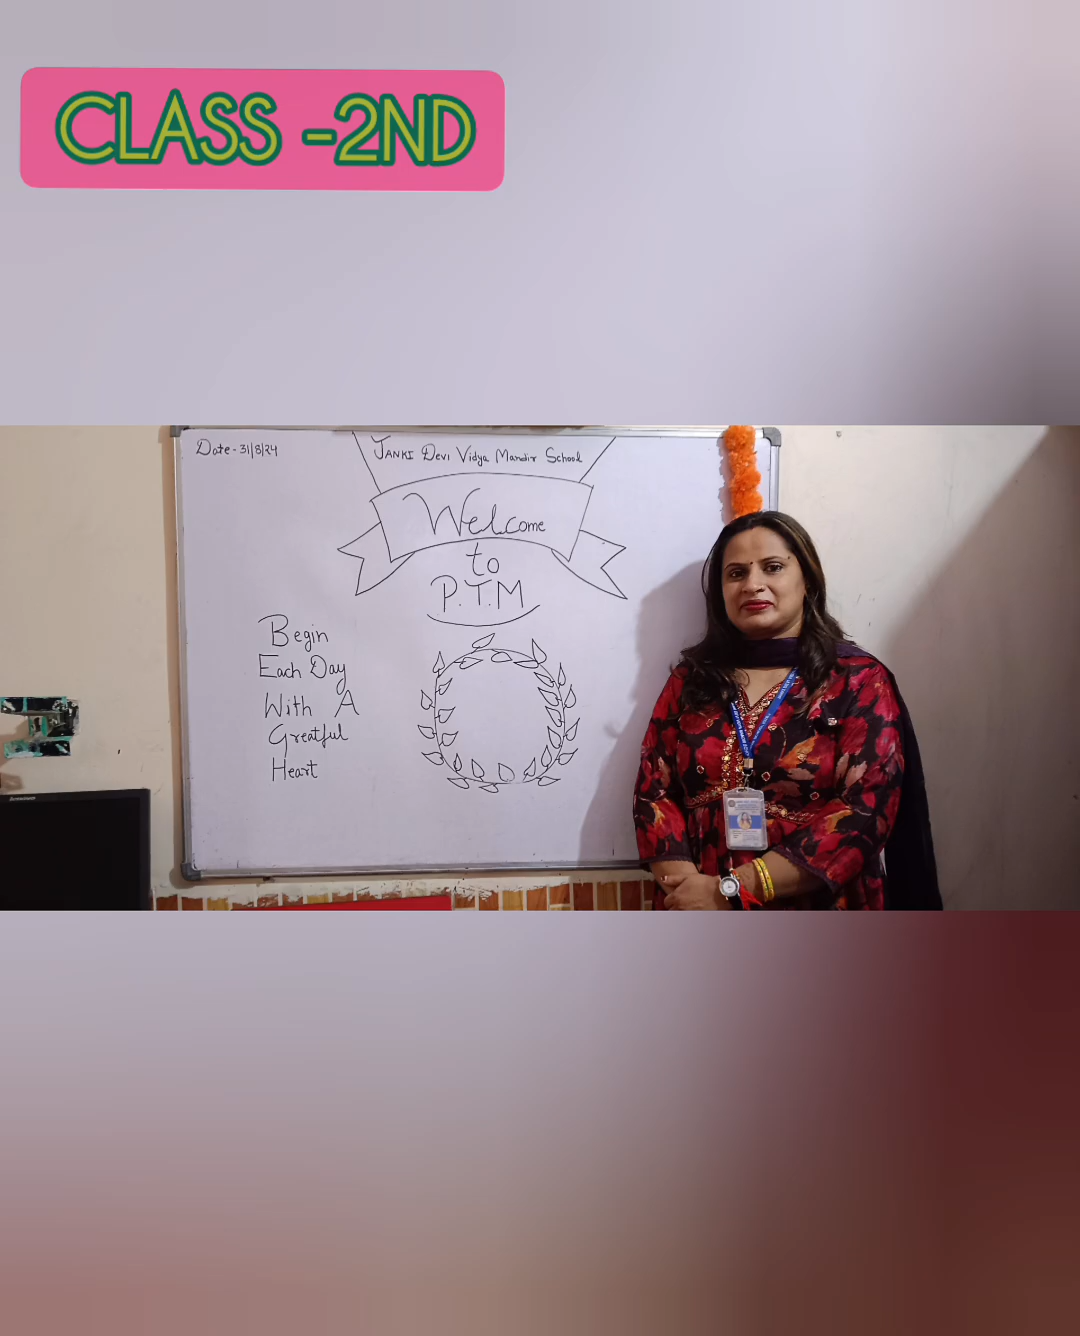 CLASS -2ND
Date - 31/8/24
JANKI Devi Vidya Mandir School
Welcome
to
P.T.M
Begin
Each Day
With A
Greatful
Heart